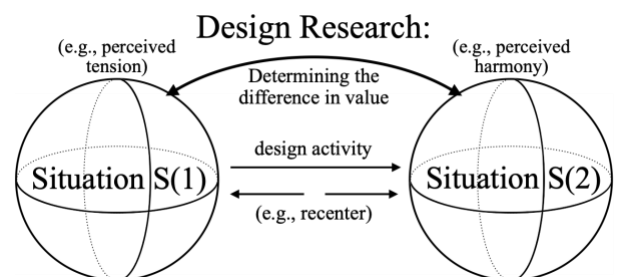 Design Research:
(e.g., perceived
tension)
(e.g., perceived
harmony)
Determining the
difference in value
design activity
Situation S(1)
Situation S(2)
(e.g., recenter)